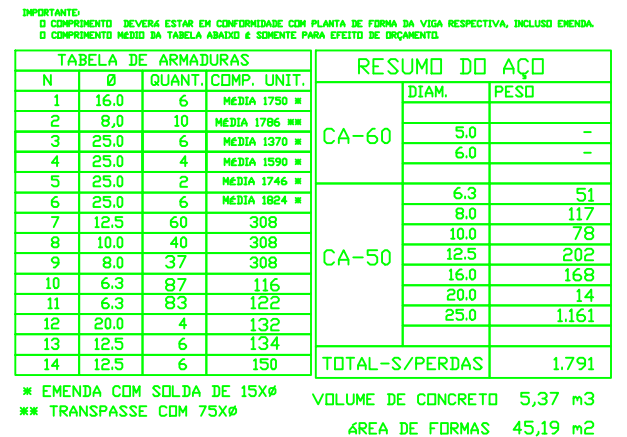 IMPORTANTE:
O COMPRIMENTO DEVERÁ ESTAR EM CONFORMIDADE COM PLANTA DE FORMA DA VIGA RESPECTIVA, INCLUSO EMENDA.
O COMPRIMENTO MÉDIO DA TABELA ABAIXO É SOMENTE PARA EFEITO DE ORÇAMENTO.
TABELA DE ARMADURAS
N Ø QUANT. COMP. UNIT.
1 16.0 6 MÉDIA 1750 *
2 8,0 10 MÉDIA 1786 **
3 25.0 6 MÉDIA 1370 *
4 25.0 4 MÉDIA 1590 *
5 25.0 2 MÉDIA 1746 *
6 25.0 6 MÉDIA 1824 *
7 12.5 60 308
8 10.0 40 308
9 8.0 37 308
10 6.3 87 116
11 6.3 83 122
12 20.0 4 132
13 12.5 6 134
14 12.5 6 150
* EMENDA COM SOLDA DE 15XØ
** TRANSPASSE COM 75XØ
RESUMO DO AÇO
DIAM. PESO
CA-60
5.0 -
6.0 -
CA-50
6.3 51
8.0 117
10.0 78
12.5 202
16.0 168
20.0 14
25.0 1.161
TOTAL-S/PERDAS 1.791
VOLUME DE CONCRETO 5,37 m3
ÁREA DE FORMAS 45,19 m2